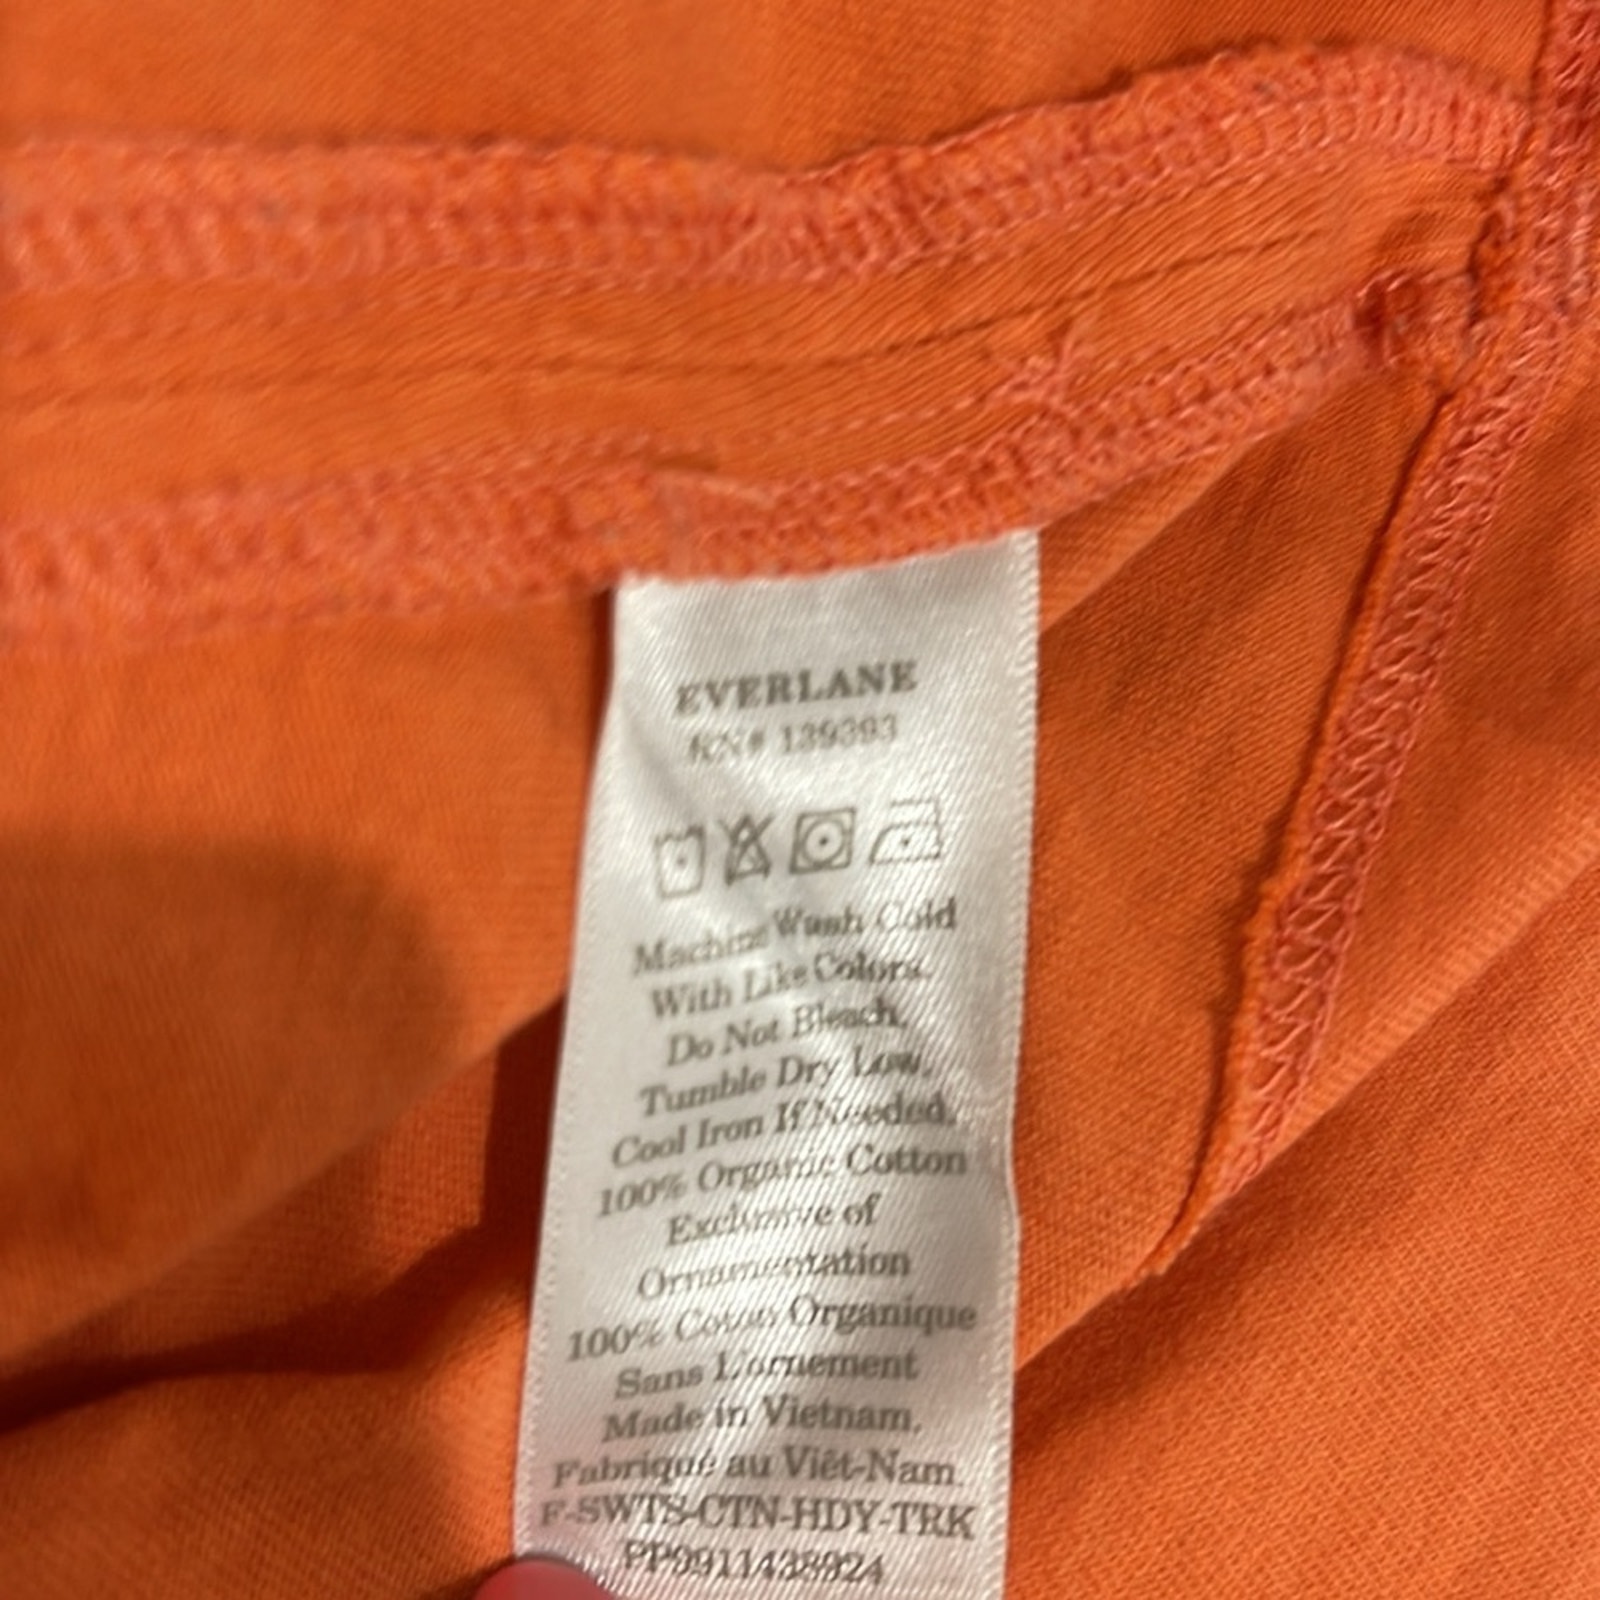 EVERLANE
RN# 139393
Machine Wash Cold
With Like Colors.
Do Not Bleach.
Tumble Dry Low.
Cool Iron If Needed.
100% Organic Cotton
Exclusive of
Ornamentation
100% Coton Organique
Sans L'ornement
Made in Vietnam.
Fabriqué au Viêt-Nam
F-SWTS-CTN-HDY-TRK
PP9911438924